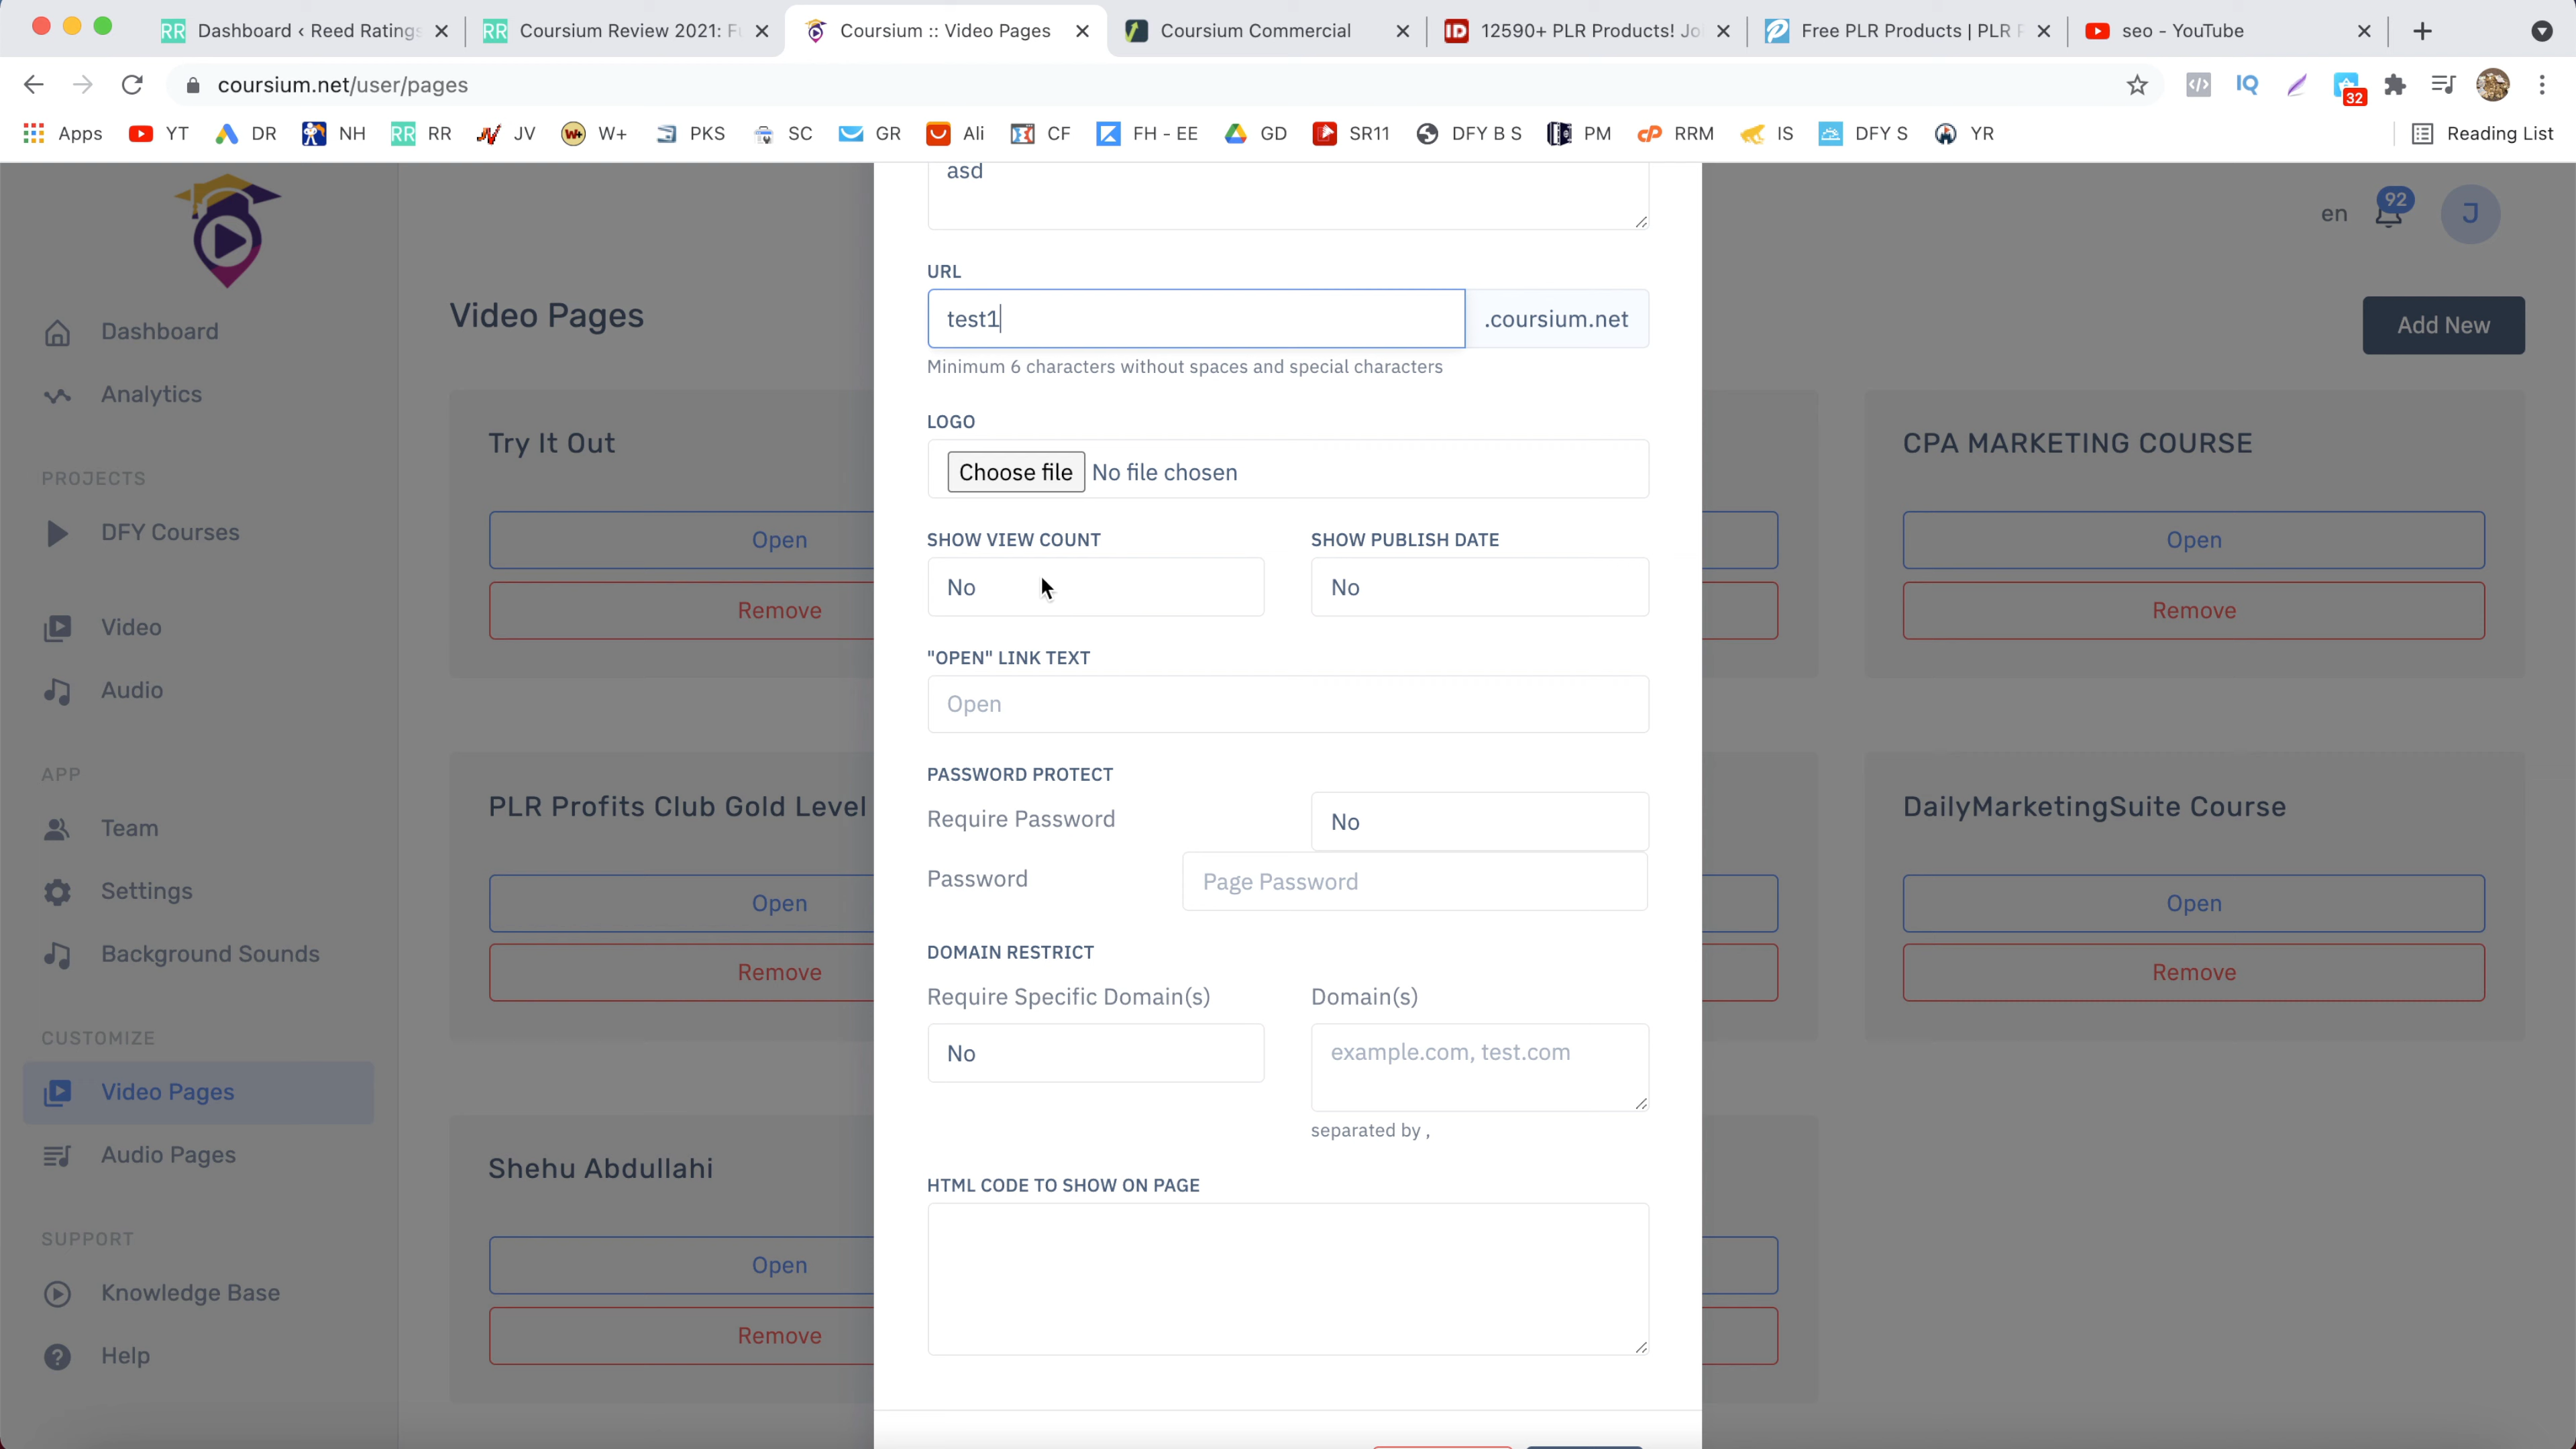 RR Dashboard ‹ Reed Ratings
RR Coursium Review 2021: F
Coursium :: Video Pages
Coursium Commercial
ID 12590+ PLR Products! Jo
Free PLR Products | PLR P
seo - YouTube
coursium.net/user/pages
IQ
32
Apps
YT
DR
NH
RR RR
JV
W+ W+
PKS
SC
GR
Ali
CF
FH - EE
GD
SR11
DFY B S
PM
cP RRM
IS
DFY S
YR
Reading List
Dashboard
Analytics
PROJECTS
DFY Courses
Video
Audio
APP
Team
Settings
Background Sounds
CUSTOMIZE
Video Pages
Audio Pages
SUPPORT
Knowledge Base
Help
en
92
J
Video Pages
Add New
Try It Out
Open
Remove
CPA MARKETING COURSE
Open
Remove
PLR Profits Club Gold Level
Open
Remove
DailyMarketingSuite Course
Open
Remove
Shehu Abdullahi
Open
Remove
asd
URL
test1 .coursium.net
Minimum 6 characters without spaces and special characters
LOGO
Choose file No file chosen
SHOW VIEW COUNT SHOW PUBLISH DATE
No No
"OPEN" LINK TEXT
Open
PASSWORD PROTECT
Require Password No
Password Page Password
DOMAIN RESTRICT
Require Specific Domain(s) Domain(s)
No example.com, test.com
separated by ,
HTML CODE TO SHOW ON PAGE